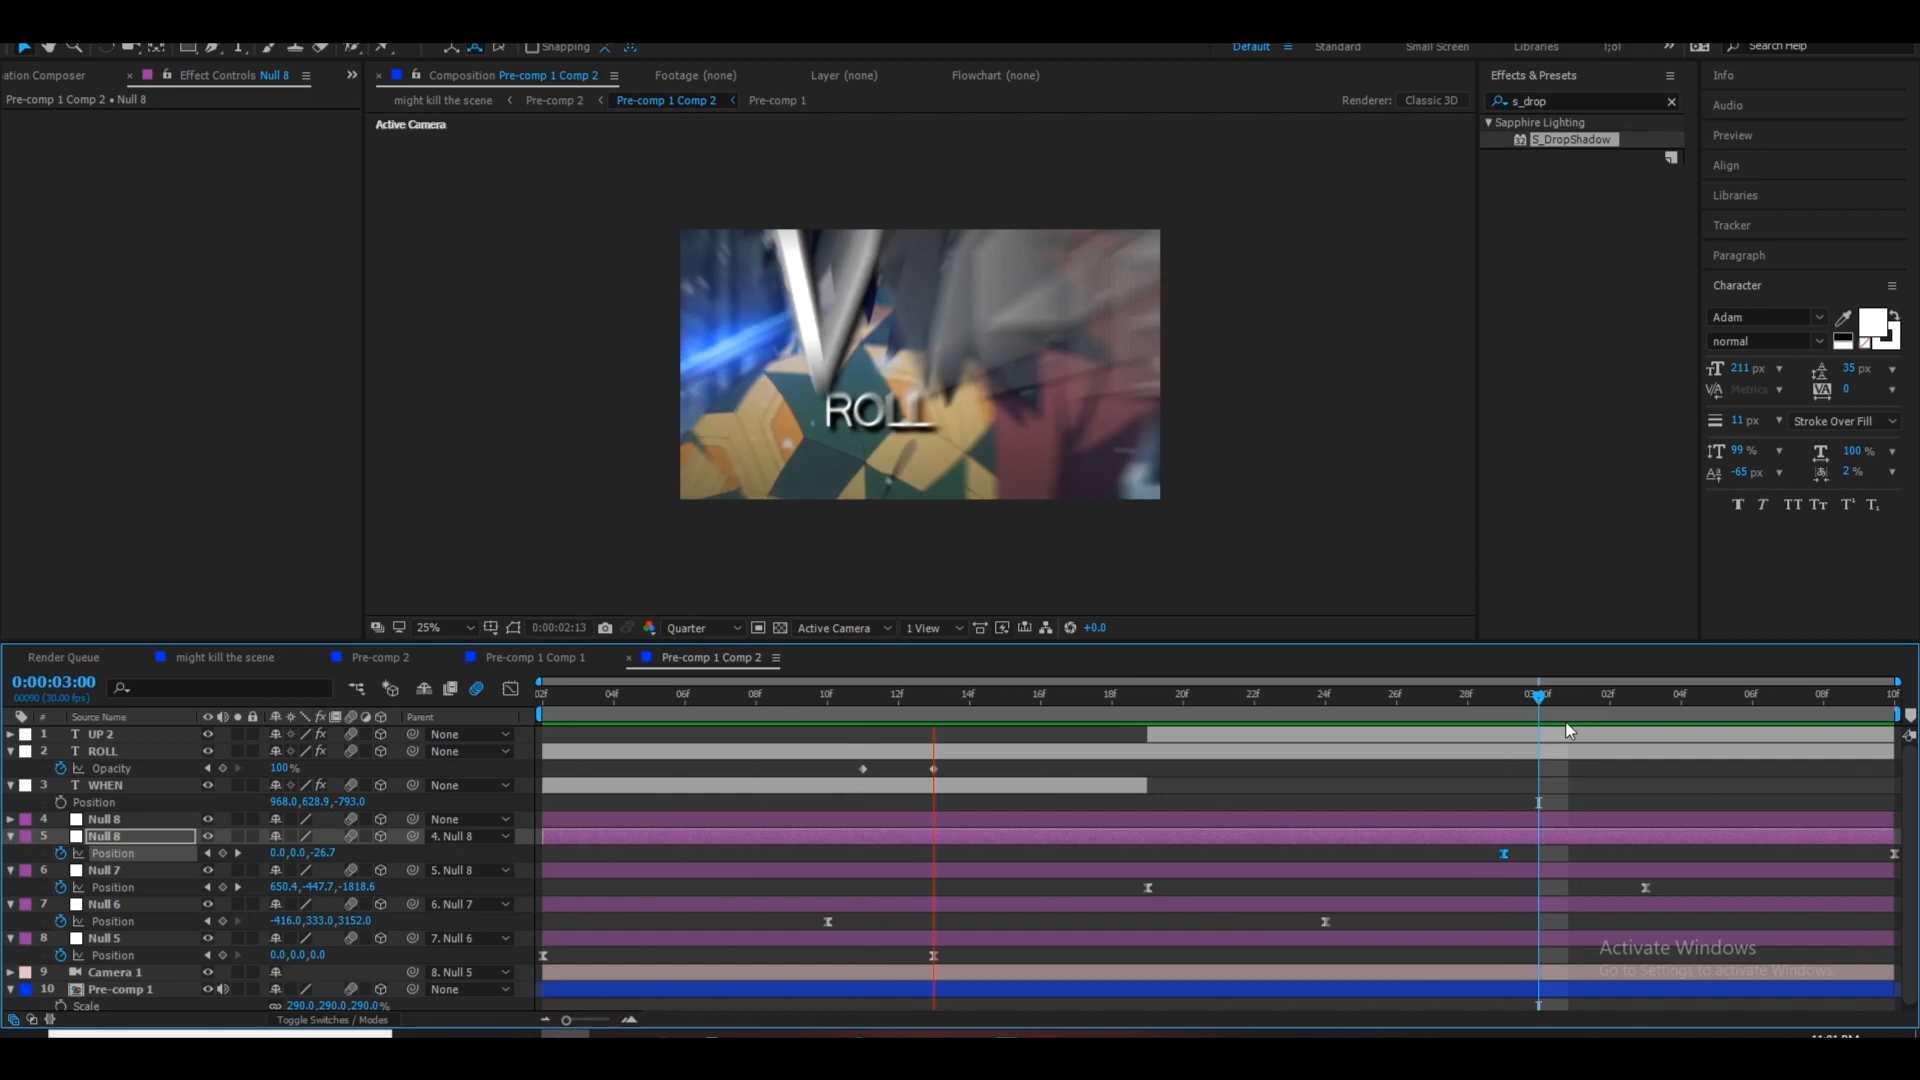 Snapping
Default
Standard
Small Screen
Libraries
»
Search Help
ation Composer
× Effect Controls Null 8
»
× Composition Pre-comp 1 Comp 2
Footage (none)
Layer (none)
Flowchart (none)
Effects & Presets
Info
Pre-comp 1 Comp 2 • Null 8
might kill the scene < Pre-comp 2 < Pre-comp 1 Comp 2 < Pre-comp 1
Renderer: Classic 3D
s_drop
Audio
Active Camera
Sapphire Lighting
S_DropShadow
Preview
Align
Libraries
Tracker
Paragraph
Character
Adam
normal
211 px
35 px
Metrics
0
11 px
Stroke Over Fill
99 %
100 %
-65 px
2 %
T T TT Tt T¹ T₁
ROLL
25%
0:00:02:13
Quarter
Active Camera
1 View
+0.0
Render Queue
might kill the scene
Pre-comp 2
Pre-comp 1 Comp 1
× Pre-comp 1 Comp 2
0:00:03:00
00090 (30.00 fps)
02F 04F 06F 08F 10F 12F 14F 16F 18F 20F 22F 24F 26F 28F 02F 04F 06F 08F 10F
# Source Name
Parent
1 T UP 2 None
2 T ROLL None
Opacity 100%
3 T WHEN None
Position 968.0,628.9,-793.0
4 Null 8 None
5 Null 8 4. Null 8
Position 0.0,0.0,-26.7
6 Null 7 5. Null 8
Position 650.4,-447.7,-1818.6
7 Null 6 6. Null 7
Position -416.0,333.0,3152.0
8 Null 5 7. Null 6
Position 0.0,0.0,0.0
9 Camera 1 8. Null 5
10 Pre-comp 1 None
Scale 290.0,290.0,290.0%
Toggle Switches / Modes
Activate Windows
Go to Settings to activate Windows.